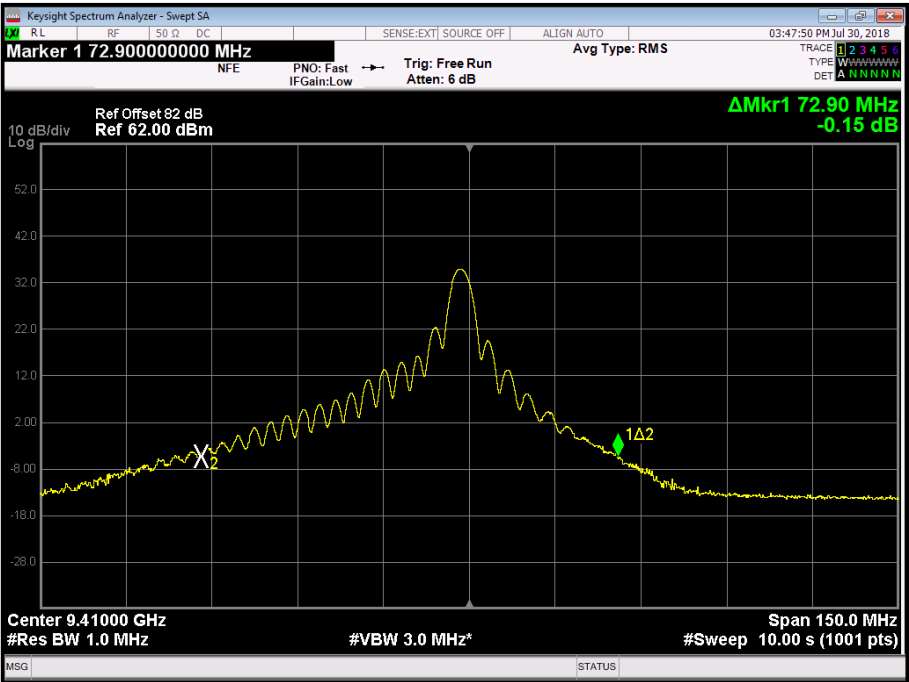 Keysight Spectrum Analyzer - Swept SA
LXI RL RF 50 Ω DC SENSE:EXT SOURCE OFF ALIGN AUTO 03:47:50 PM Jul 30, 2018
Marker 1 72.900000000 MHz
NFE
PNO: Fast
IFGain:Low
Trig: Free Run
Atten: 6 dB
Avg Type: RMS
TRACE 1 2 3 4 5 6
TYPE WWWWWW
DET A N N N N N
ΔMkr1 72.90 MHz
-0.15 dB
10 dB/div
Log
Ref Offset 82 dB
Ref 62.00 dBm
52.0
42.0
32.0
22.0
12.0
2.00
-8.00
-18.0
-28.0
1Δ2
2
Center 9.41000 GHz
#Res BW 1.0 MHz
#VBW 3.0 MHz*
Span 150.0 MHz
#Sweep 10.00 s (1001 pts)
MSG
STATUS